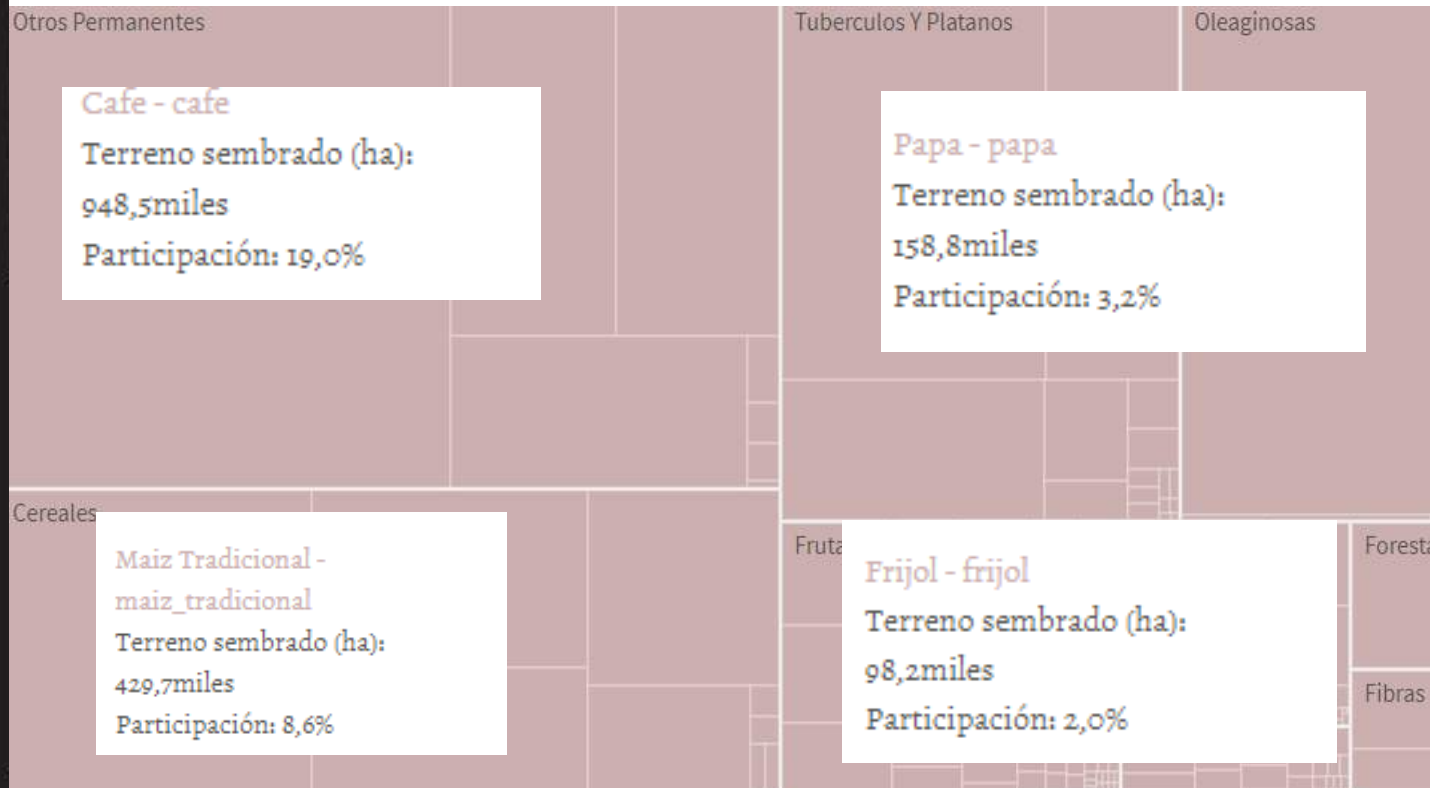 Otros Permanentes
Cafe - cafe
Terreno sembrado (ha):
948,5miles
Participación: 19,0%
Tuberculos Y Platanos
Papa - papa
Terreno sembrado (ha):
158,8miles
Participación: 3,2%
Oleaginosas
Cereales
Maiz Tradicional -
maiz_tradicional
Terreno sembrado (ha):
429,7miles
Participación: 8,6%
Fruta
Frijol - frijol
Terreno sembrado (ha):
98,2miles
Participación: 2,0%
Foresta
Fibras